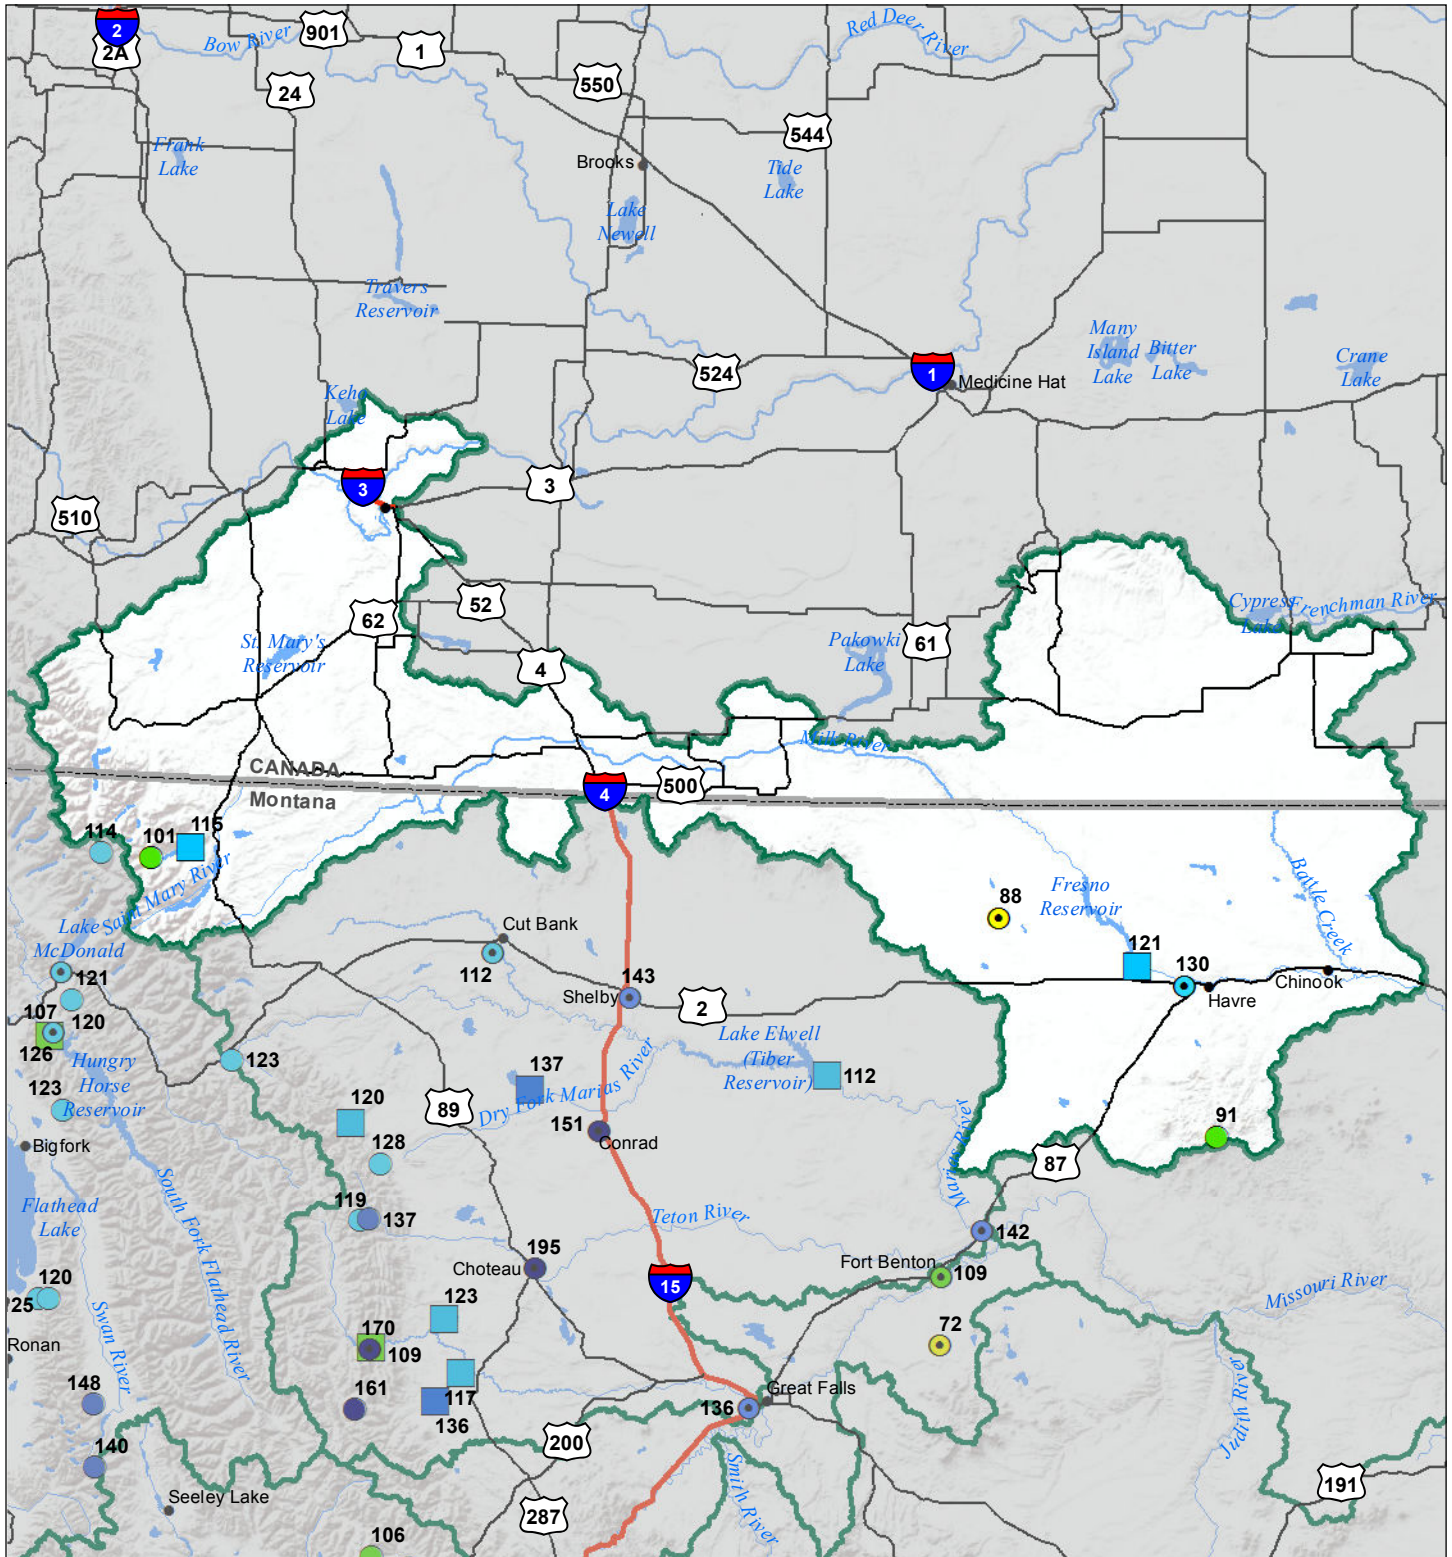 2
2A
Bow River
901
1
Red Deer
River
24
550
544
Frank
Lake
Brooks
Tide
Lake
Lake
Newell
Travers
Reservoir
Many
Island
Lake
Bitter
Lake
Crane
Lake
524
1
Medicine Hat
Keho
Lake
3
3
510
52
62
Cypress
Lake
Frenchman River
St. Mary's
Reservoir
4
Pakowki
Lake
61
Milk River
CANADA
Montana
4
500
114
101
115
Saint Mary River
Lake
McDonald
88
Fresno
Reservoir
Battle Creek
Cut Bank
112
121
130
Havre
Chinook
121
143
Shelby
2
107
120
126
Hungry
Horse
Reservoir
123
Lake Elwell
(Tiber
Reservoir)
112
137
Dry Fork Marias River
123
120
89
128
151
Conrad
Marias River
91
Bigfork
87
Flathead
Lake
South Fork Flathead River
119
137
Teton River
142
195
Choteau
15
Fort Benton
109
Missouri River
120
25
Swan River
123
170
109
72
Ronan
148
161
117
136
136
Great Falls
Judith River
140
200
Smith River
Seeley Lake
287
191
106